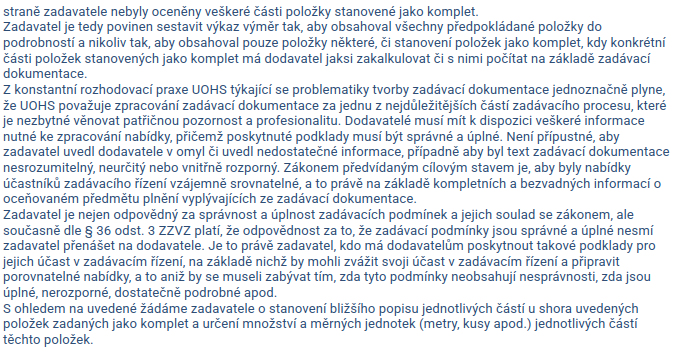 straně zadavatele nebyly oceněny veškeré části položky stanovené jako komplet.
Zadavatel je tedy povinen sestavit výkaz výměr tak, aby obsahoval všechny předpokládané položky do
podrobností a nikoliv tak, aby obsahoval pouze položky některé, či stanovení položek jako komplet, kdy konkrétní
části položek stanovených jako komplet má dodavatel jaksi zakalkulovat či s nimi počítat na základě zadávací
dokumentace.
Z konstantní rozhodovací praxe UOHS týkající se problematiky tvorby zadávací dokumentace jednoznačně plyne,
že UOHS považuje zpracování zadávací dokumentace za jednu z nejdůležitějších částí zadávacího procesu, které
je nezbytné věnovat patřičnou pozornost a profesionalitu. Dodavatelé musí mít k dispozici veškeré informace
nutné ke zpracování nabídky, přičemž poskytnuté podklady musí být správné a úplné. Není přípustné, aby
zadavatel uvedl dodavatele v omyl či uvedl nedostatečné informace, případně aby byl text zadávací dokumentace
nesrozumitelný, neurčitý nebo vnitřně rozporný. Zákonem předvídaným cílovým stavem je, aby byly nabídky
účastníků zadávacího řízení vzájemně srovnatelné, a to právě na základě kompletních a bezvadných informací o
oceňovaném předmětu plnění vyplývajících ze zadávací dokumentace.
Zadavatel je nejen odpovědný za správnost a úplnost zadávacích podmínek a jejich soulad se zákonem, ale
současně dle § 36 odst. 3 ZZVZ platí, že odpovědnost za to, že zadávací podmínky jsou správné a úplné nesmí
zadavatel přenášet na dodavatele. Je to právě zadavatel, kdo má dodavatelům poskytnout takové podklady pro
jejich účast v zadávacím řízení, na základě nichž by mohli zvážit svoji účast v zadávacím řízení a připravit
porovnatelné nabídky, a to aniž by se museli zabývat tím, zda tyto podmínky neobsahují nesprávnosti, zda jsou
úplné, nerozporné, dostatečně podrobné apod.
S ohledem na uvedené žádáme zadavatele o stanovení bližšího popisu jednotlivých částí u shora uvedených
položek zadaných jako komplet a určení množství a měrných jednotek (metry, kusy apod.) jednotlivých částí
těchto položek.